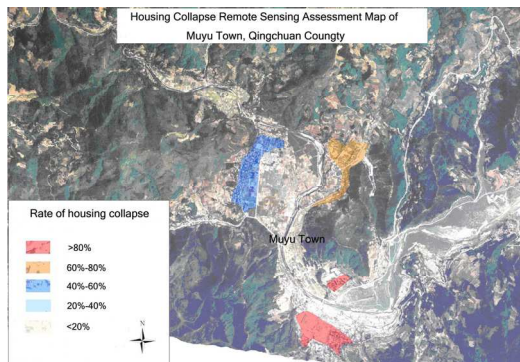 Housing Collapse Remote Sensing Assessment Map of
Muyu Town, Qingchuan Coungty
Muyu Town
Rate of housing collapse
>80%
60%-80%
40%-60%
20%-40%
<20%
N